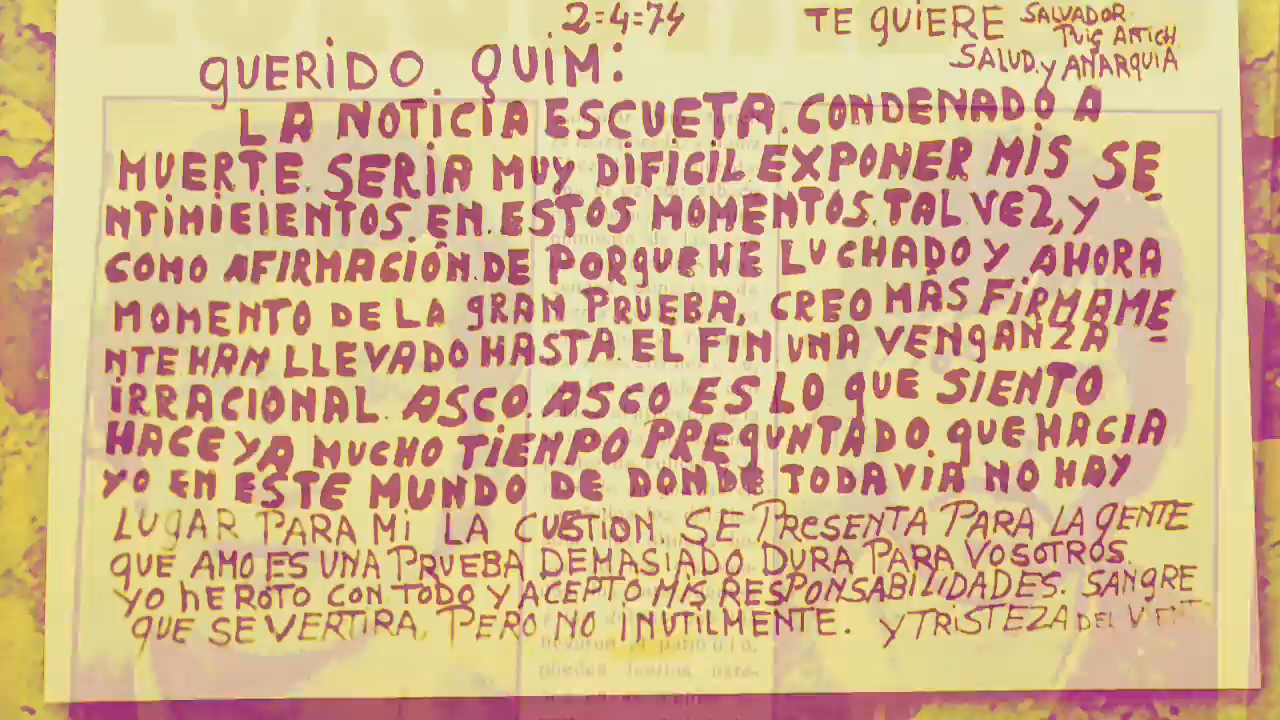 2=4=74
TE QUIERE SALVADOR
PUIG ANTICH
SALUD.Y ANARQUIA
QUERIDO QUIM:
LA NOTICIA ESCUETA. CONDENADO A
MUERTE. SERIA MUY DIFICIL EXPONER MIS SE
NTIMIEIENTOS. EN. ESTOS MOMENTOS. TAL VEZ, Y
COMO AFIRMACIÓN. DE PORQUE HE LUCHADO Y AHORA
MOMENTO DE LA GRAN PRUEBA, CREO MAS FIRMAME
NTE HAN LLEVADO HASTA. EL FIN UNA VENGANZA
IRRACIONAL. ASCO. ASCO ES LO QUE SIENTO
HACE YA MUCHO TIENPO PREGUNTADO. QUE HACIA
YO EN ESTE MUNDO DE DONDE TODAVIA NO HAY
LUGAR PARA MI LA CUSTION SE PRESENTA PARA LA GENTE
QUE AMO ES UNA PRUEBA DEMASIADO DURA PARA VOSOTROS.
YO HE ROTO CON TODO Y ACEPTO MIS RESPONSABILIDADES. SANGRE
QUE SE VERTIRA, PERO NO INUTILMENTE. Y TRISTEZA DEL VIENT